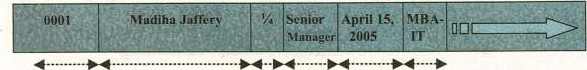 0001 Madiha Jaffery ¼ Senior April 15, MBA-
Manager 2005 IT